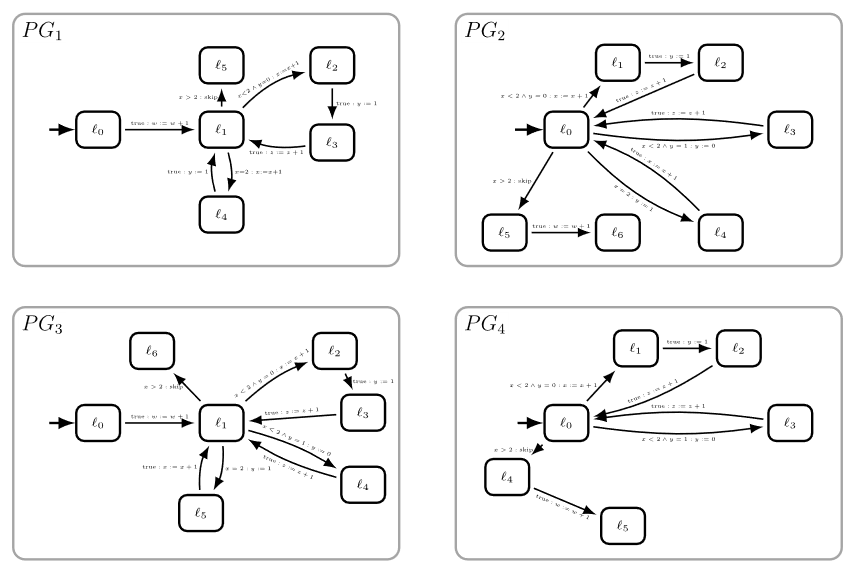 PG₁
ℓ₅
ℓ₂
x > 2 : skip
x<2 ∧ y=0 : x:=x+1
true : y := 1
ℓ₀
true : w := w + 1
ℓ₁
ℓ₃
true : z := z + 1
true : y := 1
x=2 : x:=x+1
ℓ₄
PG₂
ℓ₁
true : y := 1
ℓ₂
x < 2 ∧ y = 0 : x := x + 1
true : z := z + 1
true : z := z + 1
ℓ₀
ℓ₃
x < 2 ∧ y = 1 : y := 0
true : x := x + 1
x > 2 : skip
x = 2 : y := 1
ℓ₅
true : w := w + 1
ℓ₆
ℓ₄
PG₃
ℓ₆
ℓ₂
x < 2 ∧ y = 0 : x := x + 1
x > 2 : skip
true : y := 1
ℓ₀
true : w := w + 1
ℓ₁
true : z := z + 1
ℓ₃
x < 2 ∧ y = 1 : y := 0
true : z := z + 1
true : x := x + 1
x = 2 : y := 1
ℓ₄
ℓ₅
PG₄
ℓ₁
true : y := 1
ℓ₂
x < 2 ∧ y = 0 : x := x + 1
true : z := z + 1
true : z := z + 1
ℓ₀
ℓ₃
x < 2 ∧ y = 1 : y := 0
x > 2 : skip
ℓ₄
true : w := w + 1
ℓ₅